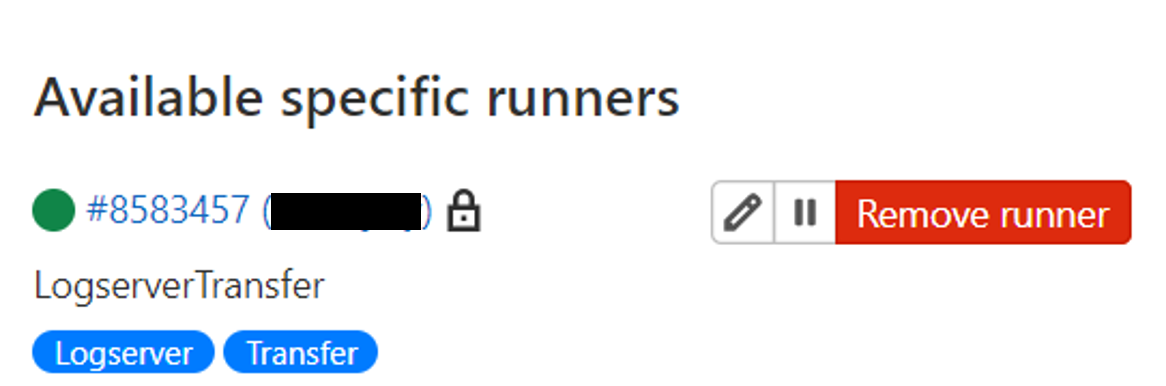 Available specific runners
#8583457 ( )
Remove runner
LogserverTransfer
Logserver Transfer